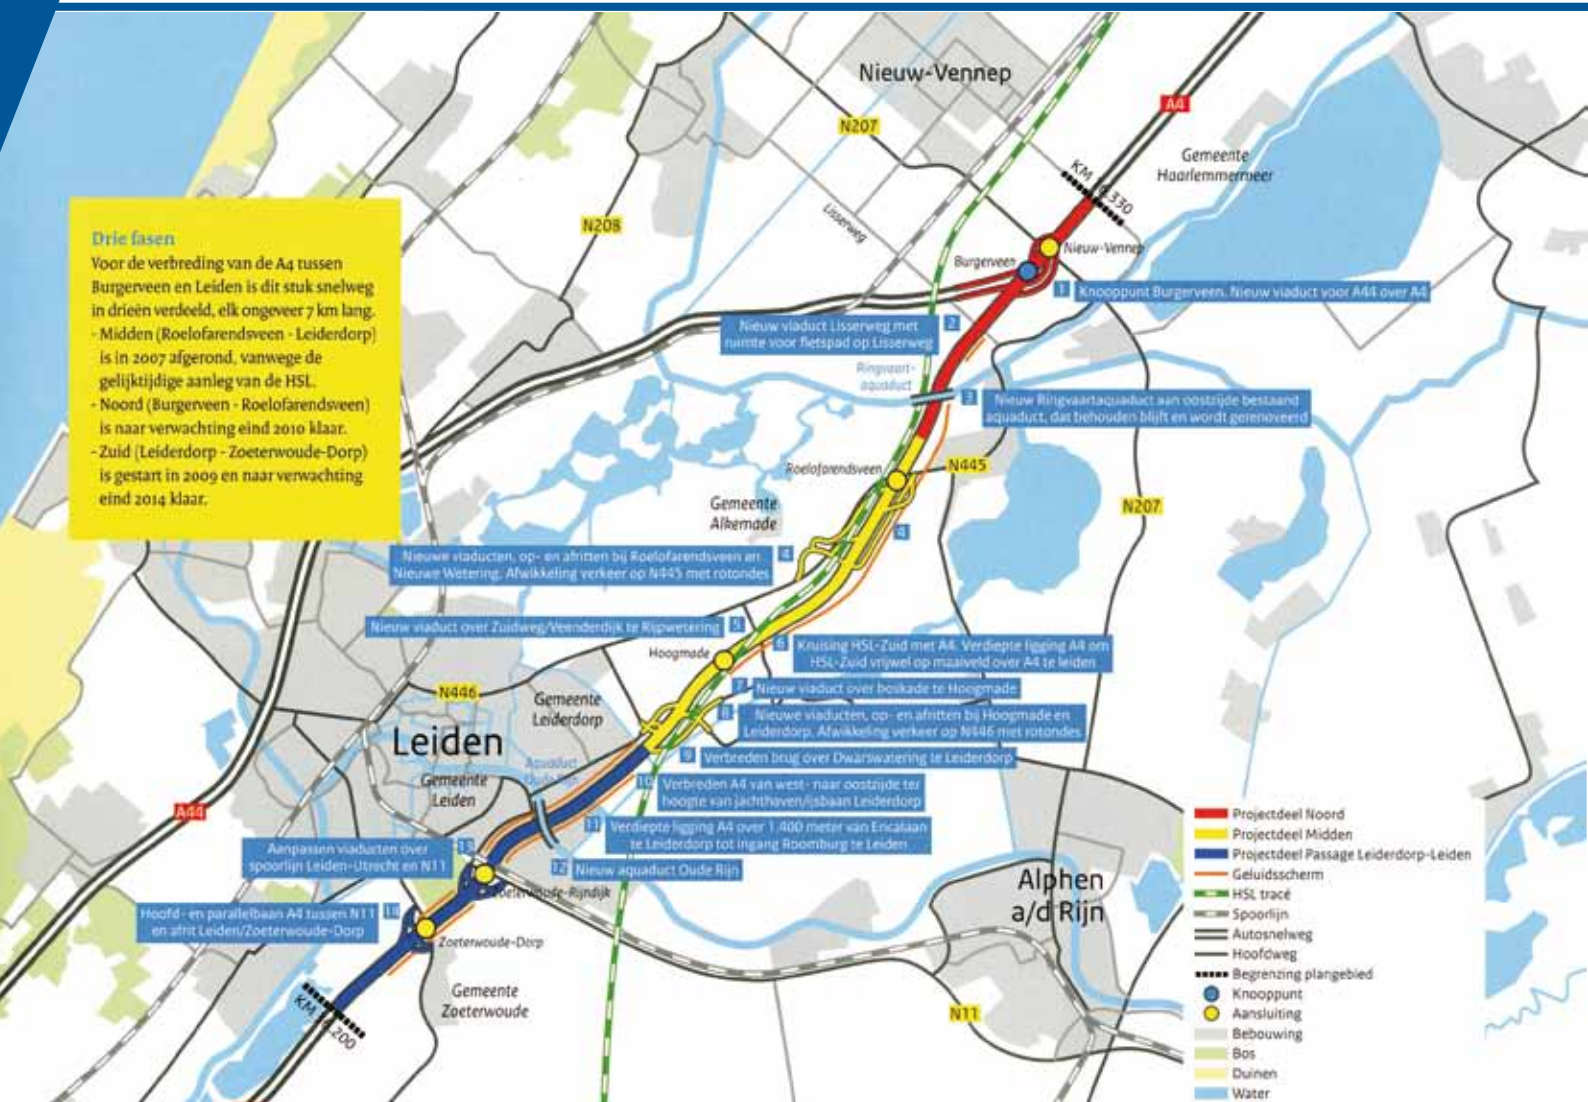 Nieuw-Vennep
N207
A4
Gemeente
Haarlemmermeer
KM
330
N208
Lisserweg
Drie fasen
Voor de verbreding van de A4 tussen
Burgerveen en Leiden is dit stuk snelweg
in drieën verdeeld, elk ongeveer 7 km lang.
- Midden (Roelofarendsveen - Leiderdorp)
is in 2007 afgerond, vanwege de
gelijktijdige aanleg van de HSL.
- Noord (Burgerveen - Roelofarendsveen)
is naar verwachting eind 2010 klaar.
- Zuid (Leiderdorp - Zoeterwoude-Dorp)
is gestart in 2009 en naar verwachting
eind 2014 klaar.
Nieuw-Vennep
Burgerveen
1 Knooppunt Burgerveen. Nieuw viaduct voor A44 over A4
Nieuw viaduct Lisserweg met 2
ruimte voor fietspad op Lisserweg
Ringvaart-
aquaduct
3 Nieuw Ringvaartaquaduct aan oostzijde bestaand
aquaduct, dat behouden blijft en wordt gerenoveerd
Roelofarendsveen
N445
Gemeente
Alkemade
N207
4
Nieuwe viaducten, op- en afritten bij Roelofarendsveen en 4
Nieuwe Wetering. Afwikkeling verkeer op N445 met rotondes
Nieuw viaduct over Zuidweg/Veenderdijk te Rijpwetering 5
6 Kruising HSL-Zuid met A4. Verdiepte ligging A4 om
HSL-Zuid vrijwel op maaiveld over A4 te leiden
Hoogmade
7 Nieuw viaduct over boskade te Hoogmade
N446
Gemeente
Leiderdorp
8 Nieuwe viaducten, op- en afritten bij Hoogmade en
Leiderdorp. Afwikkeling verkeer op N446 met rotondes
Leiden
9 Verbreden brug over Dwarswatering te Leiderdorp
Aquaduct
Oude Rijn
Gemeente
Leiden
10 Verbreden A4 van west- naar oostzijde ter
hoogte van jachthaven/ijsbaan Leiderdorp
A44
11 Verdiepte ligging A4 over 1.400 meter van Ericalaan
te Leiderdorp tot ingang Roomburg te Leiden
Aanpassen viaducten over 13
spoorlijn Leiden-Utrecht en N11
12 Nieuw aquaduct Oude Rijn
Zoeterwoude-Rijndijk
Alphen
a/d Rijn
Hoofd- en parallelbaan A4 tussen N11
en afrit Leiden/Zoeterwoude-Dorp
Zoeterwoude-Dorp
Gemeente
Zoeterwoude
KM
200
N11
Projectdeel Noord
Projectdeel Midden
Projectdeel Passage Leiderdorp-Leiden
Geluidsscherm
HSL tracé
Spoorlijn
Autosnelweg
Hoofdweg
Begrenzing plangebied
Knooppunt
Aansluiting
Bebouwing
Bos
Duinen
Water